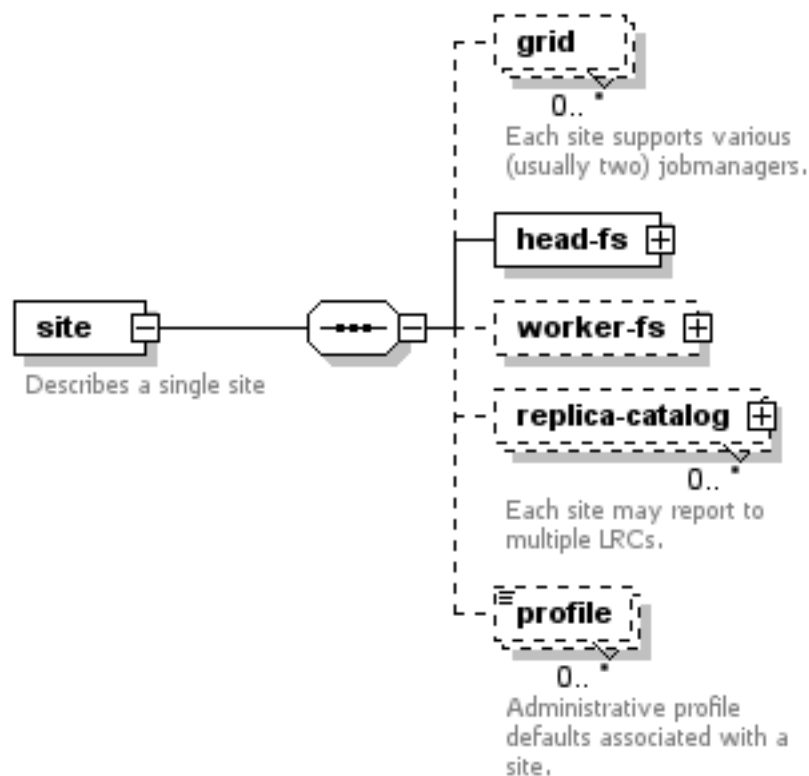 grid
0..*
Each site supports various
(usually two) jobmanagers.
head-fs
site
Describes a single site
worker-fs
replica-catalog
0..*
Each site may report to
multiple LRCs.
profile
0..*
Administrative profile
defaults associated with a
site.